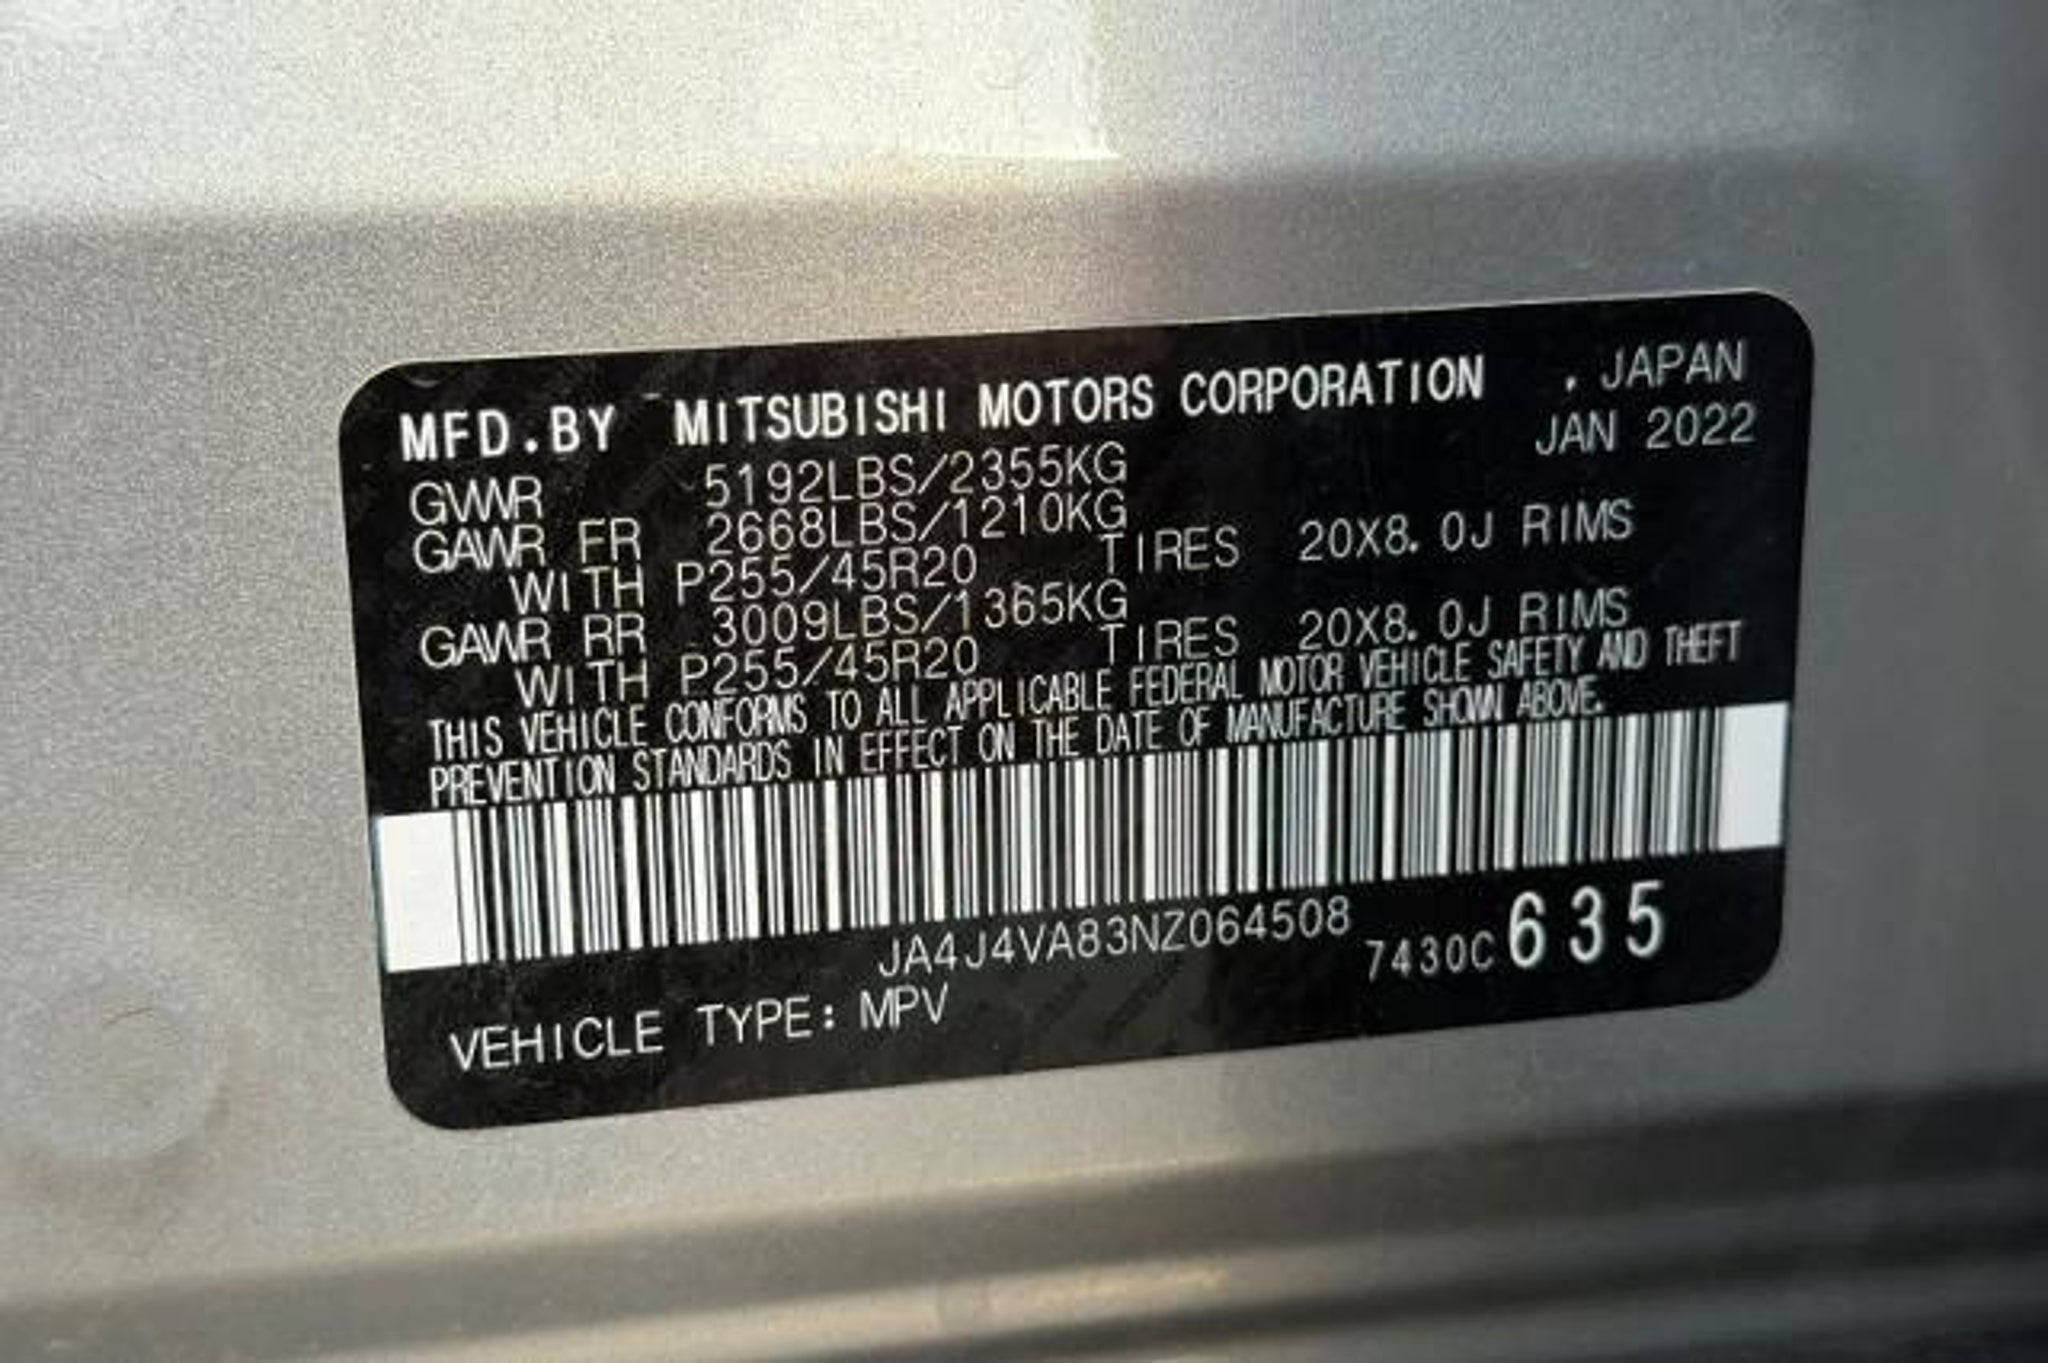 MFD.BY MITSUBISHI MOTORS CORPORATION . JAPAN
JAN 2022
GVWR 5192LBS/2355KG
GAWR FR 2668LBS/1210KG
WITH P255/45R20 TIRES 20X8.0J RIMS
GAWR RR 3009LBS/1365KG
WITH P255/45R20 TIRES 20X8.0J RIMS
THIS VEHICLE CONFORMS TO ALL APPLICABLE FEDERAL MOTOR VEHICLE SAFETY AND THEFT
PREVENTION STANDARDS IN EFFECT ON THE DATE OF MANUFACTURE SHOWN ABOVE.
JA4J4VA83NZ064508 7430C 635
VEHICLE TYPE: MPV